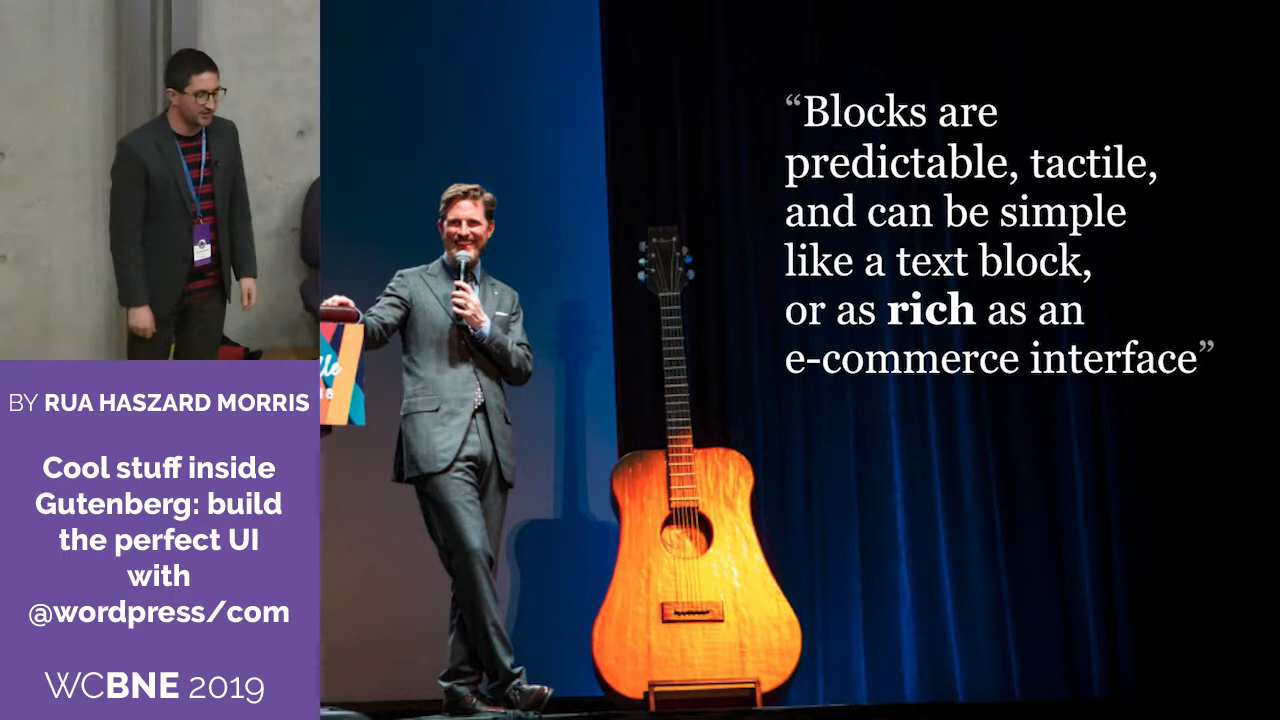 BY RUA HASZARD MORRIS
Cool stuff inside
Gutenberg: build
the perfect UI
with
@wordpress/com
WCBNE 2019
“Blocks are
predictable, tactile,
and can be simple
like a text block,
or as rich as an
e-commerce interface”